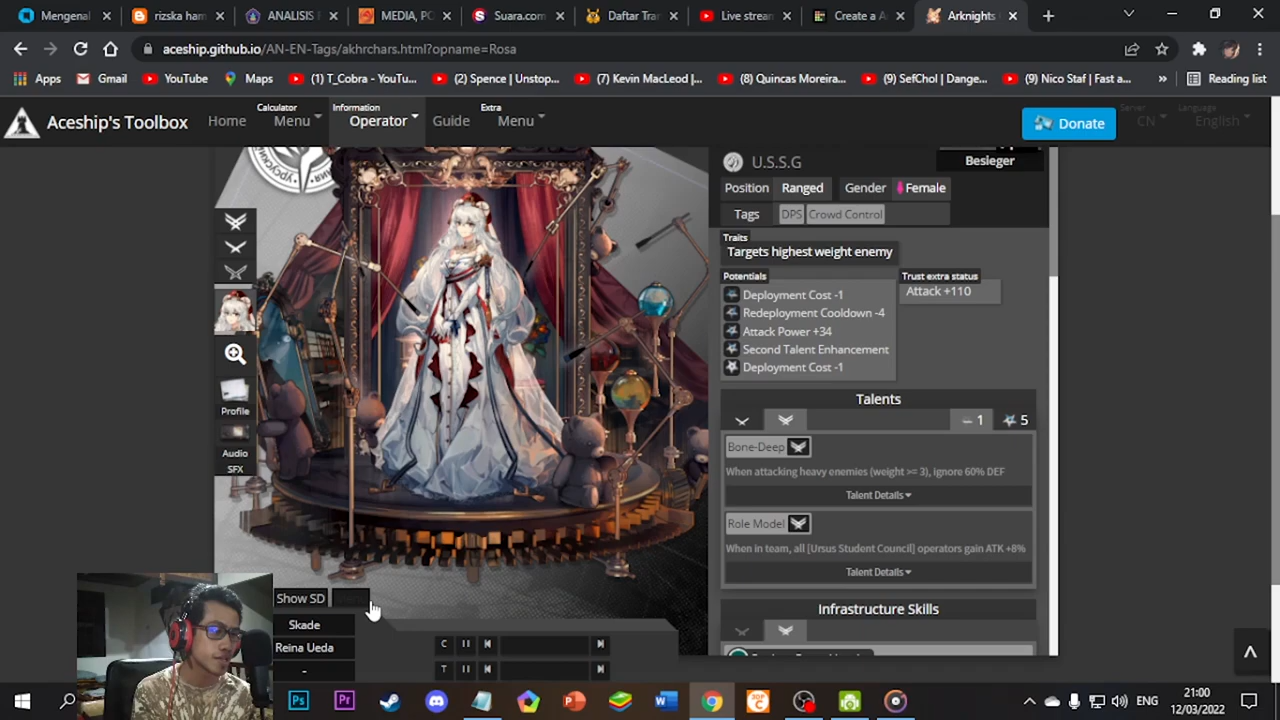 Mengenal
rizska ham
ANALISIS F
MEDIA, PO
Suara.com
Daftar Tran
Live stream
Create a A
Arknights
aceship.github.io/AN-EN-Tags/akhrchars.html?opname=Rosa
Apps
Gmail
YouTube
Maps
(1) T_Cobra - YouTu...
(2) Spence | Unstop...
(7) Kevin MacLeod |...
(8) Quincas Moreira...
(9) SefChol | Dange...
(9) Nico Staf | Fast a...
»
Reading list
Aceship's Toolbox
Home
Calculator
Menu
Information
Operator
Guide
Extra
Menu
Donate
Server
CN
Language
English
U.S.S.G
Besieger
Position
Ranged
Gender
Female
Tags
DPS
Crowd Control
Traits
Targets highest weight enemy
Potentials
Trust extra status
Deployment Cost -1
Attack +110
Redeployment Cooldown -4
Attack Power +34
Second Talent Enhancement
Deployment Cost -1
Talents
1
5
Bone-Deep
When attacking heavy enemies (weight >= 3), ignore 60% DEF
Talent Details
Role Model
When in team, all [Ursus Student Council] operators gain ATK +8%
Talent Details
Infrastructure Skills
Profile
Audio
SFX
Show SD
Skade
Reina Ueda
-
C
T
ENG
21:00
12/03/2022